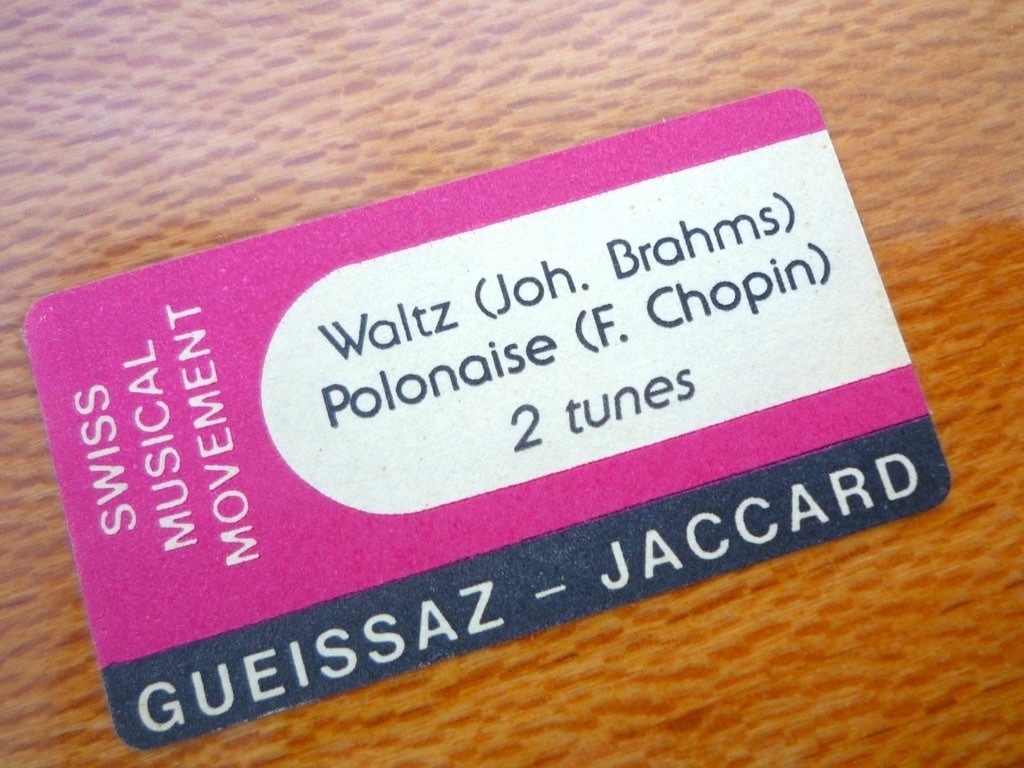 SWISS
MUSICAL
MOVEMENT
Waltz (Joh. Brahms)
Polonaise (F. Chopin)
2 tunes
GUEISSAZ – JACCARD